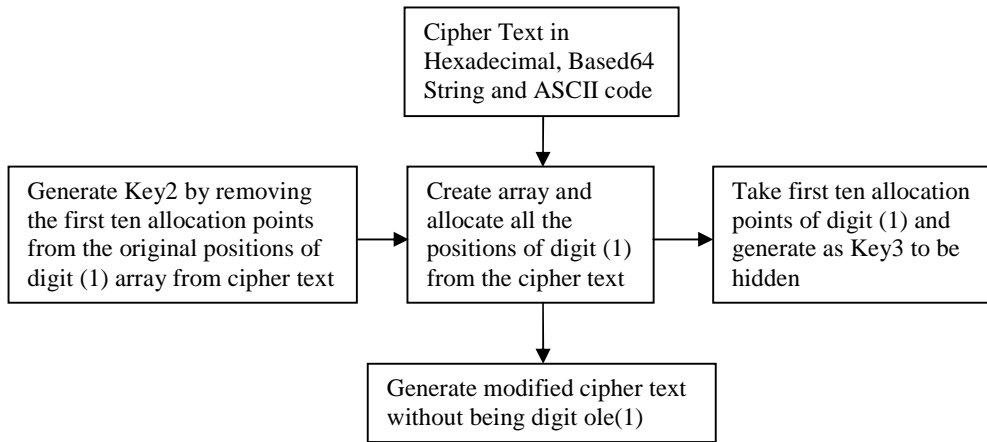 Cipher Text in
Hexadecimal, Based64
String and ASCII code
Generate Key2 by removing
the first ten allocation points
from the original positions of
digit (1) array from cipher text
Create array and
allocate all the
positions of digit (1)
from the cipher text
Take first ten allocation
points of digit (1) and
generate as Key3 to be
hidden
Generate modified cipher text
without being digit ole(1)